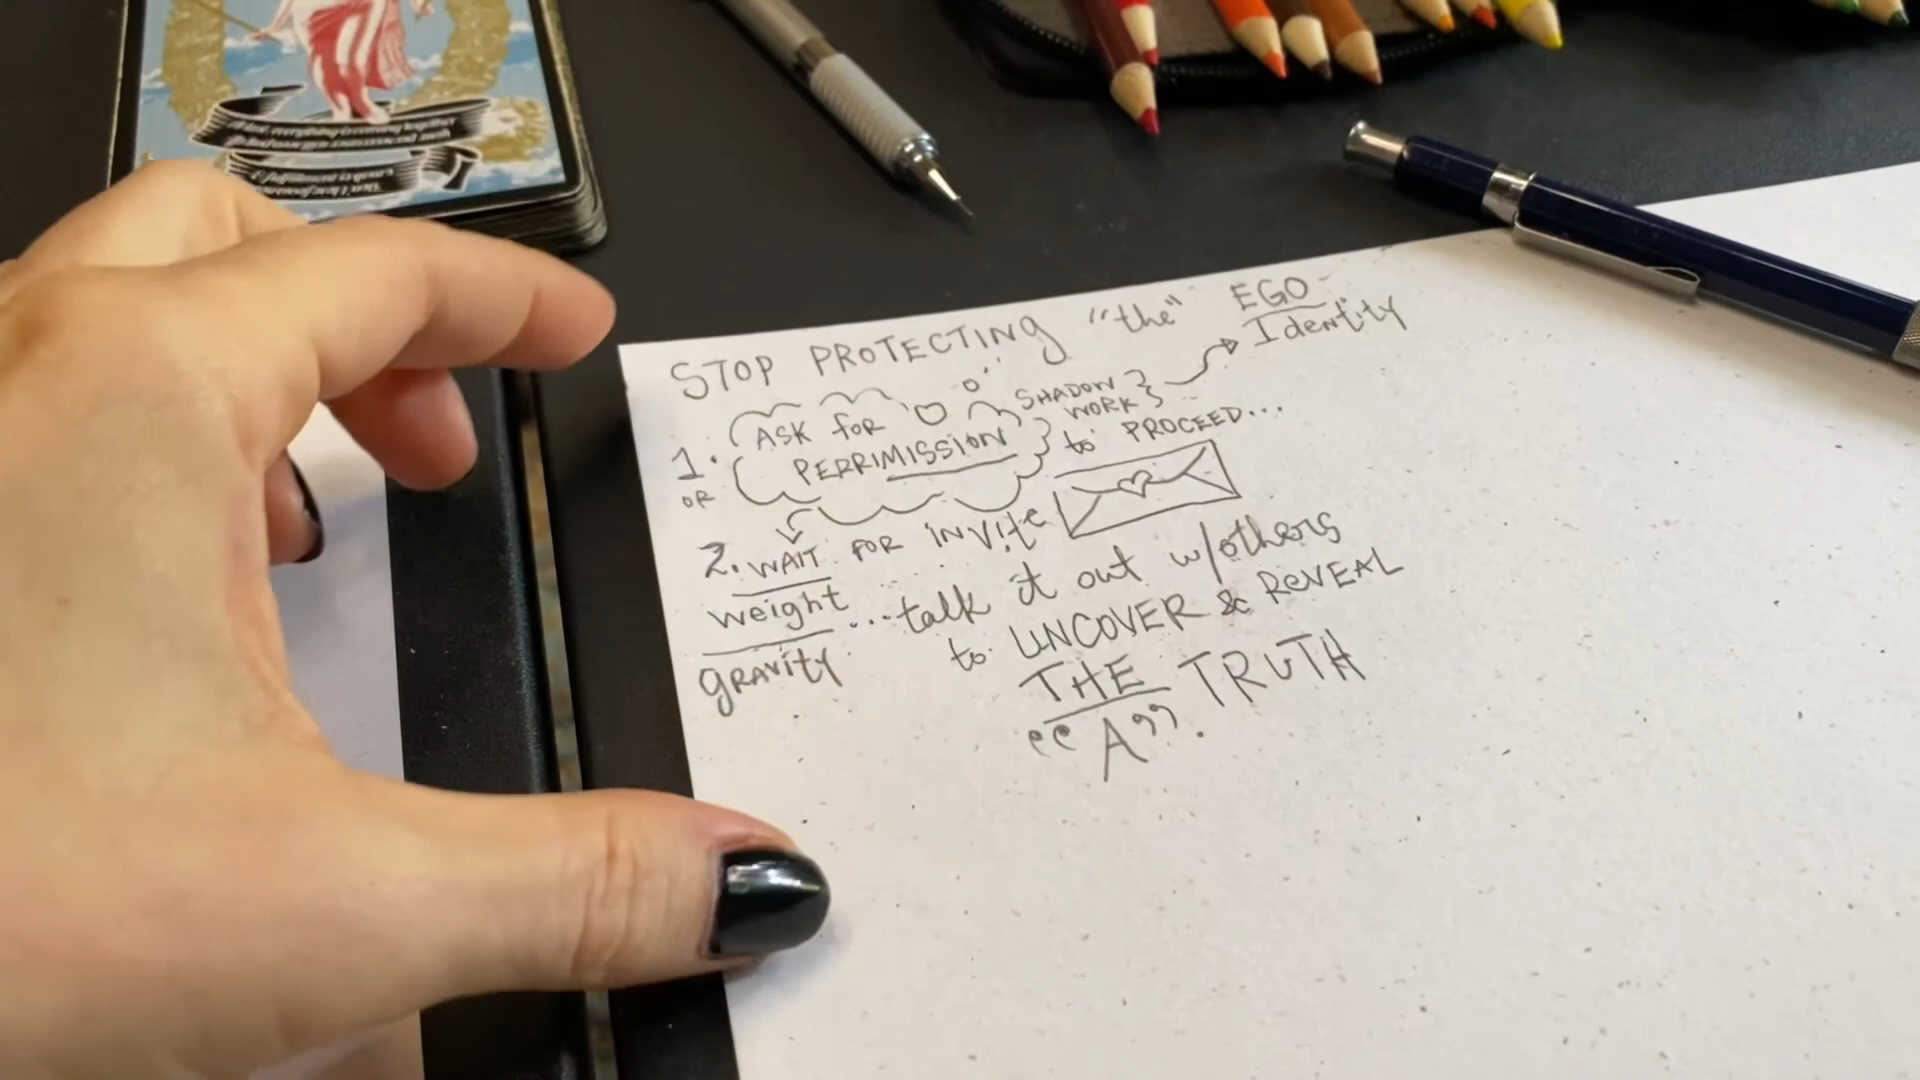 STOP PROTECTING "the" EGO-
Identity
SHADOW
WORK
1. ASK for
PERRIMISSION to PROCEED...
OR
2. WAIT FOR INVITE
weight ...talk it out w/others
gravity to UNCOVER & REVEAL
THE TRUTH
"A".